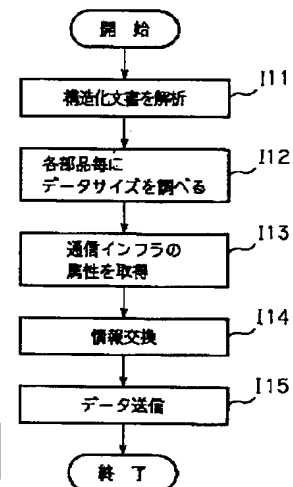 開 始
構造化文書を解析
I11
各部品毎に
データサイズを調べる
I12
通信インフラの
属性を取得
I13
情報交換
I14
データ送信
I15
終 了